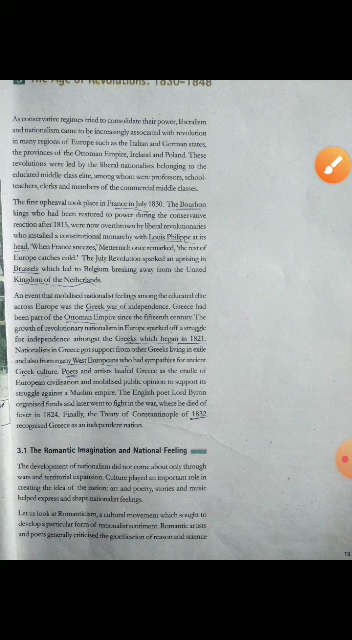 3 The Age of Revolutions: 1830-1848
As conservative regimes tried to consolidate their power, liberalism
and nationalism came to be increasingly associated with revolution
in many regions of Europe such as the Italian and German states,
the provinces of the Ottoman Empire, Ireland and Poland. These
revolutions were led by the liberal-nationalists belonging to the
educated middle-class elite, among whom were professors, school-
teachers, clerks and members of the commercial middle classes.
The first upheaval took place in France in July 1830. The Bourbon
kings who had been restored to power during the conservative
reaction after 1815, were now overthrown by liberal revolutionaries
who installed a constitutional monarchy with Louis Philippe at its
head. 'When France sneezes,' Metternich once remarked, 'the rest of
Europe catches cold.' The July Revolution sparked an uprising in
Brussels which led to Belgium breaking away from the United
Kingdom of the Netherlands.
An event that mobilised nationalist feelings among the educated elite
across Europe was the Greek war of independence. Greece had
been part of the Ottoman Empire since the fifteenth century. The
growth of revolutionary nationalism in Europe sparked off a struggle
for independence amongst the Greeks which began in 1821.
Nationalists in Greece got support from other Greeks living in exile
and also from many West Europeans who had sympathies for ancient
Greek culture. Poets and artists lauded Greece as the cradle of
European civilisation and mobilised public opinion to support its
struggle against a Muslim empire. The English poet Lord Byron
organised funds and later went to fight in the war, where he died of
fever in 1824. Finally, the Treaty of Constantinople of 1832
recognised Greece as an independent nation.
3.1 The Romantic Imagination and National Feeling
The development of nationalism did not come about only through
wars and territorial expansion. Culture played an important role in
creating the idea of the nation: art and poetry, stories and music
helped express and shape nationalist feelings.
Let us look at Romanticism, a cultural movement which sought to
develop a particular form of nationalist sentiment. Romantic artists
and poets generally criticised the glorification of reason and science
13